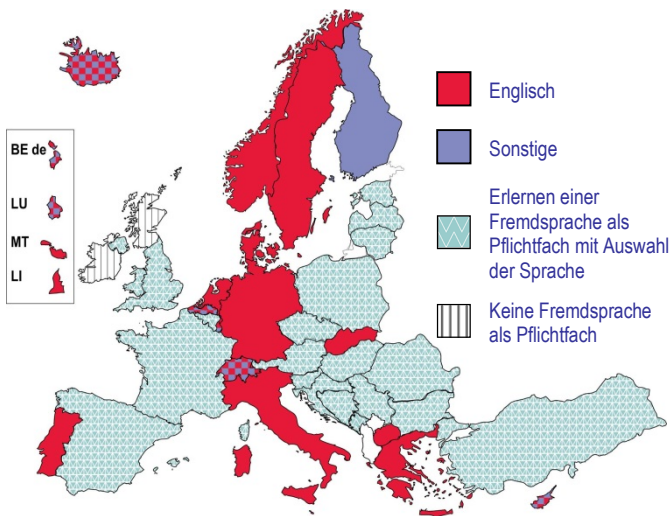 Englisch
Sonstige
BE de
LU
MT
LI
Erlernen einer
Fremdsprache als
Pflichtfach mit Auswahl
der Sprache
Keine Fremdsprache
als Pflichtfach